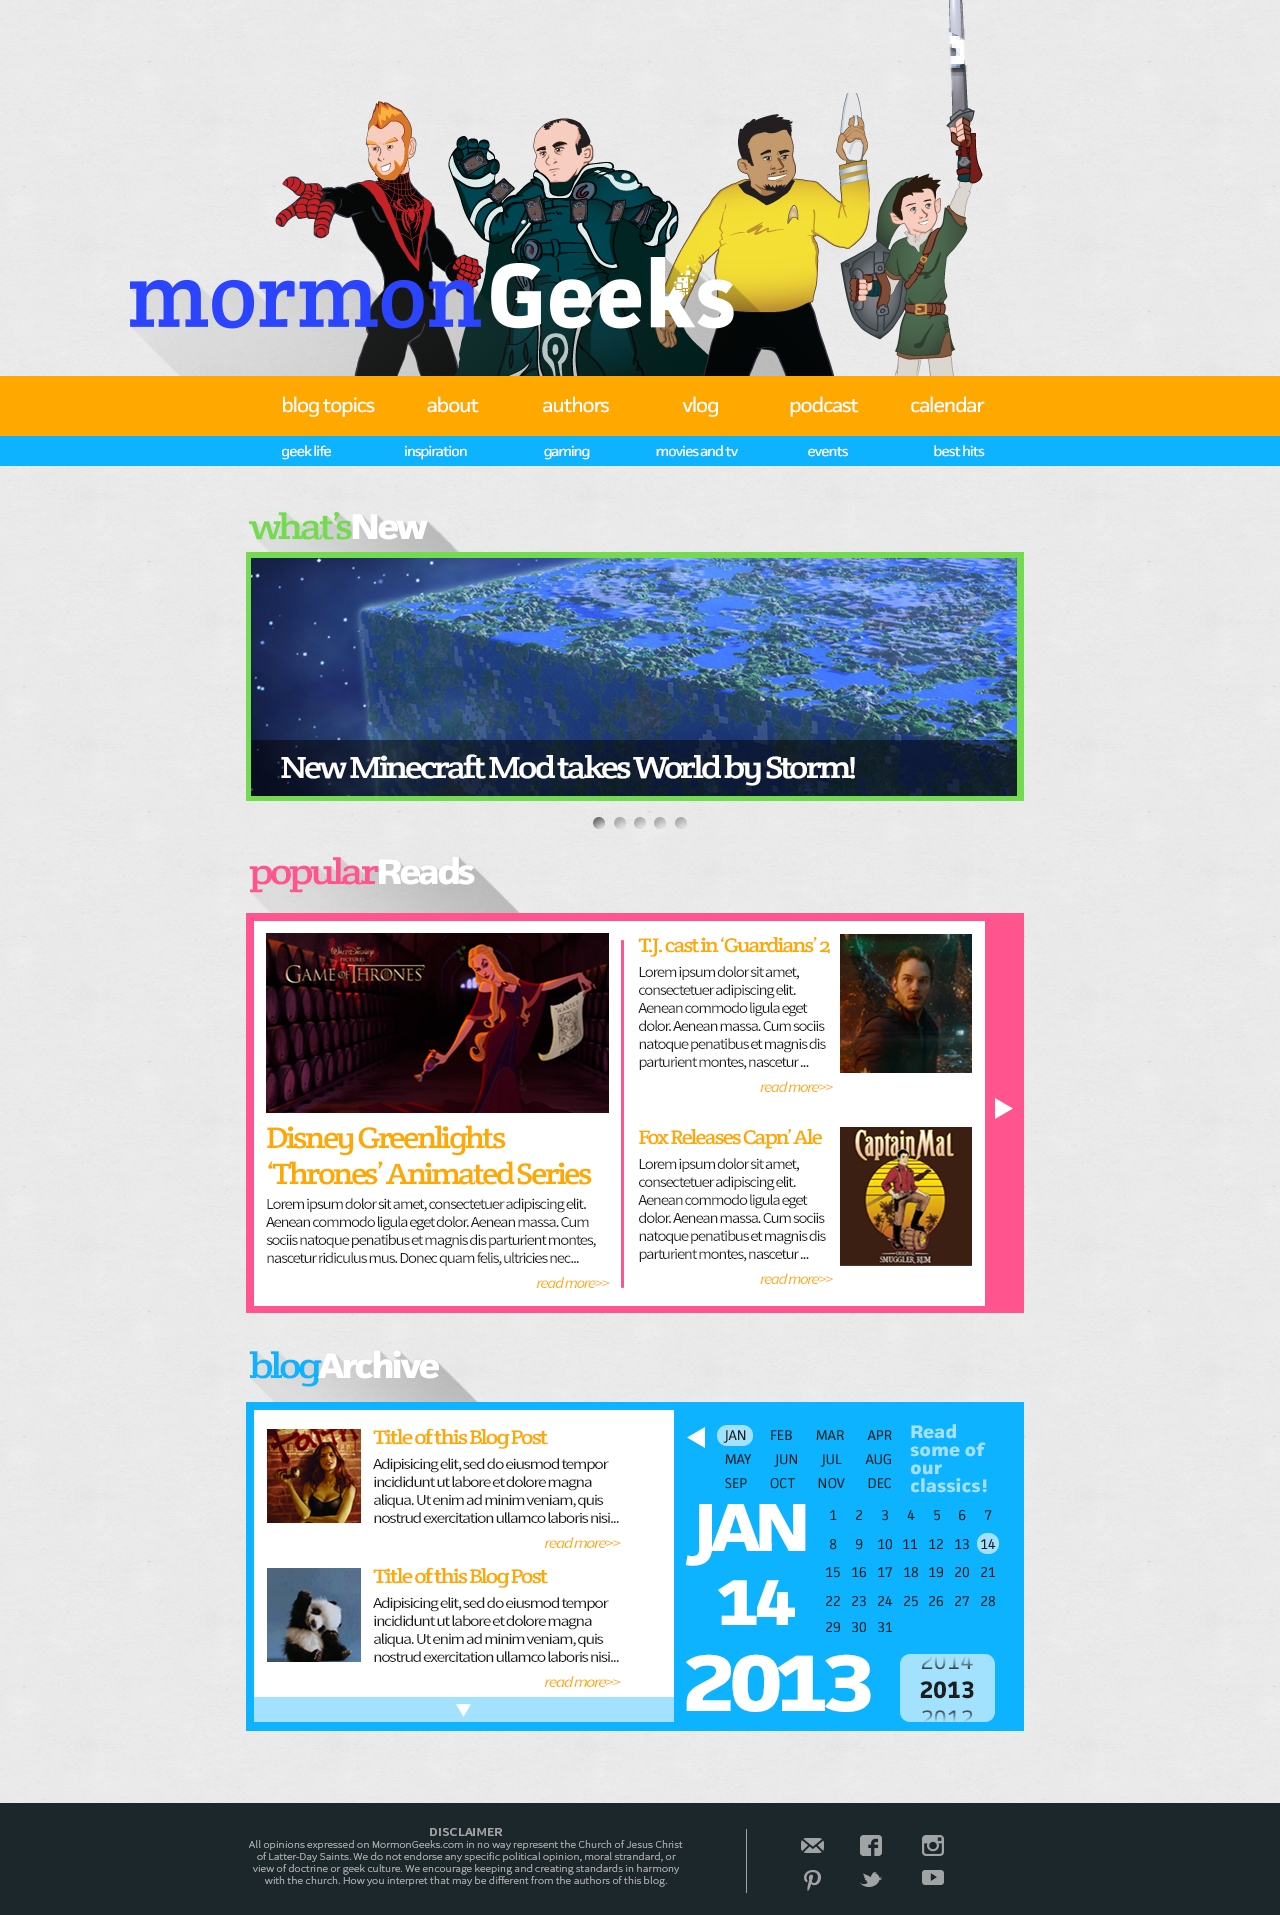 mormonGeeks
blog topics about authors vlog podcast calendar
geek life inspiration gaming movies and tv events best hits
what'sNew
New Minecraft Mod takes World by Storm!
popularReads
Walt Disney
PICTURES
GAME OF THRONES
WANTED
Disney Greenlights
‘Thrones’ Animated Series
Lorem ipsum dolor sit amet, consectetuer adipiscing elit.
Aenean commodo ligula eget dolor. Aenean massa. Cum
sociis natoque penatibus et magnis dis parturient montes,
nascetur ridiculus mus. Donec quam felis, ultricies nec...
read more>>
T.J. cast in ‘Guardians’ 2
Lorem ipsum dolor sit amet,
consectetuer adipiscing elit.
Aenean commodo ligula eget
dolor. Aenean massa. Cum sociis
natoque penatibus et magnis dis
parturient montes, nascetur ...
read more>>
Fox Releases Capn’ Ale
Lorem ipsum dolor sit amet,
consectetuer adipiscing elit.
Aenean commodo ligula eget
dolor. Aenean massa. Cum sociis
natoque penatibus et magnis dis
parturient montes, nascetur ...
read more>>
Captain Mal
ORIGINAL
SMUGGLER RUM
blogArchive
Title of this Blog Post
Adipisicing elit, sed do eiusmod tempor
incididunt ut labore et dolore magna
aliqua. Ut enim ad minim veniam, quis
nostrud exercitation ullamco laboris nisi...
read more>>
Title of this Blog Post
Adipisicing elit, sed do eiusmod tempor
incididunt ut labore et dolore magna
aliqua. Ut enim ad minim veniam, quis
nostrud exercitation ullamco laboris nisi...
read more>>
JAN FEB MAR APR
MAY JUN JUL AUG
SEP OCT NOV DEC
Read
some of
our
classics!
JAN
14
2013
1 2 3 4 5 6 7
8 9 10 11 12 13 14
15 16 17 18 19 20 21
22 23 24 25 26 27 28
29 30 31
2014
2013
2012
DISCLAIMER
All opinions expressed on MormonGeeks.com in no way represent the Church of Jesus Christ
of Latter-Day Saints. We do not endorse any specific political opinion, moral strandard, or
view of doctrine or geek culture. We encourage keeping and creating standards in harmony
with the church. How you interpret that may be different from the authors of this blog.